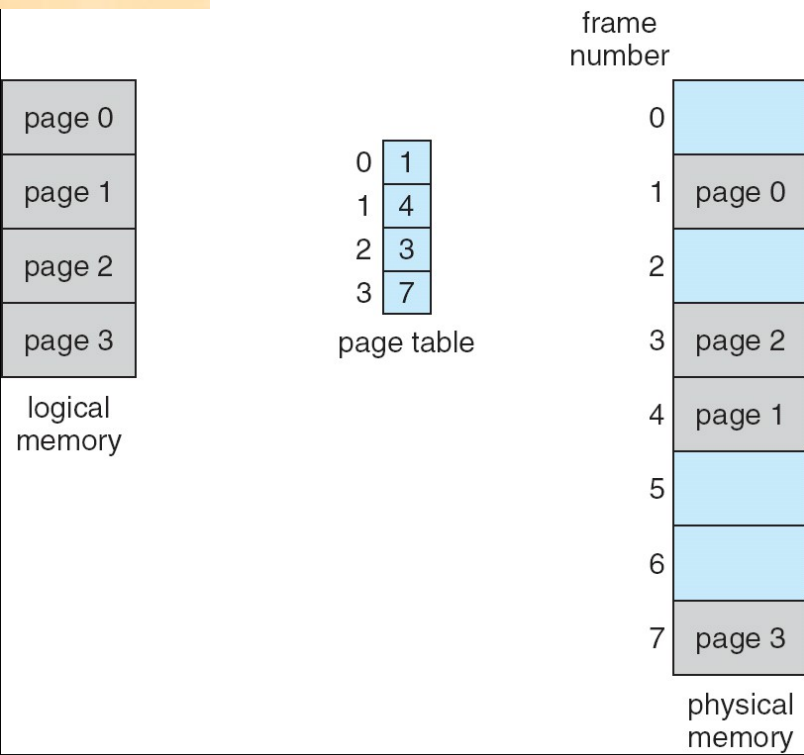 page 0
page 1
page 2
page 3
logical
memory
0 1
1 4
2 3
3 7
page table
frame
number
0
1 page 0
2
3 page 2
4 page 1
5
6
7 page 3
physical
memory